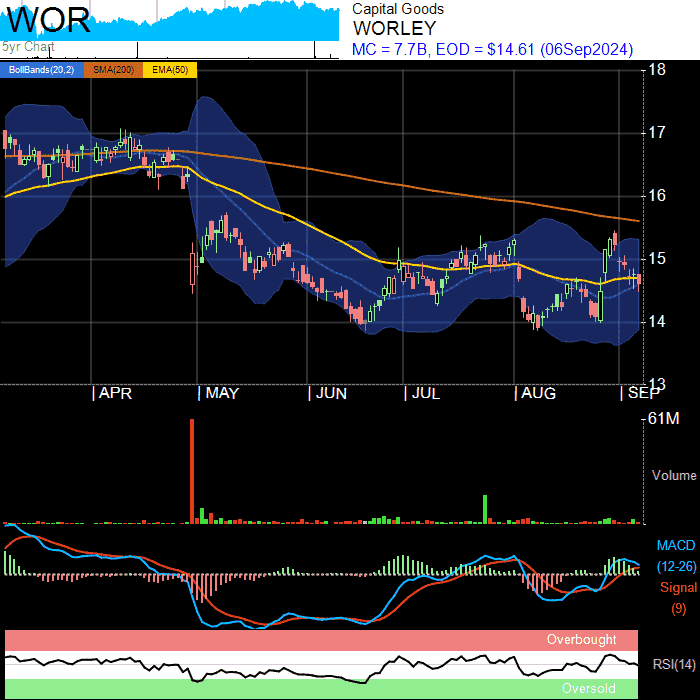 WOR
5yr Chart
Capital Goods
WORLEY
MC = 7.7B, EOD = $14.61 (06Sep2024)
BollBands(20,2) SMA(200) EMA(50)
18
17
16
15
14
13
| APR | MAY | JUN | JUL | AUG | SEP
61M
Volume
MACD
(12-26)
Signal
(9)
Overbought
RSI(14)
Oversold